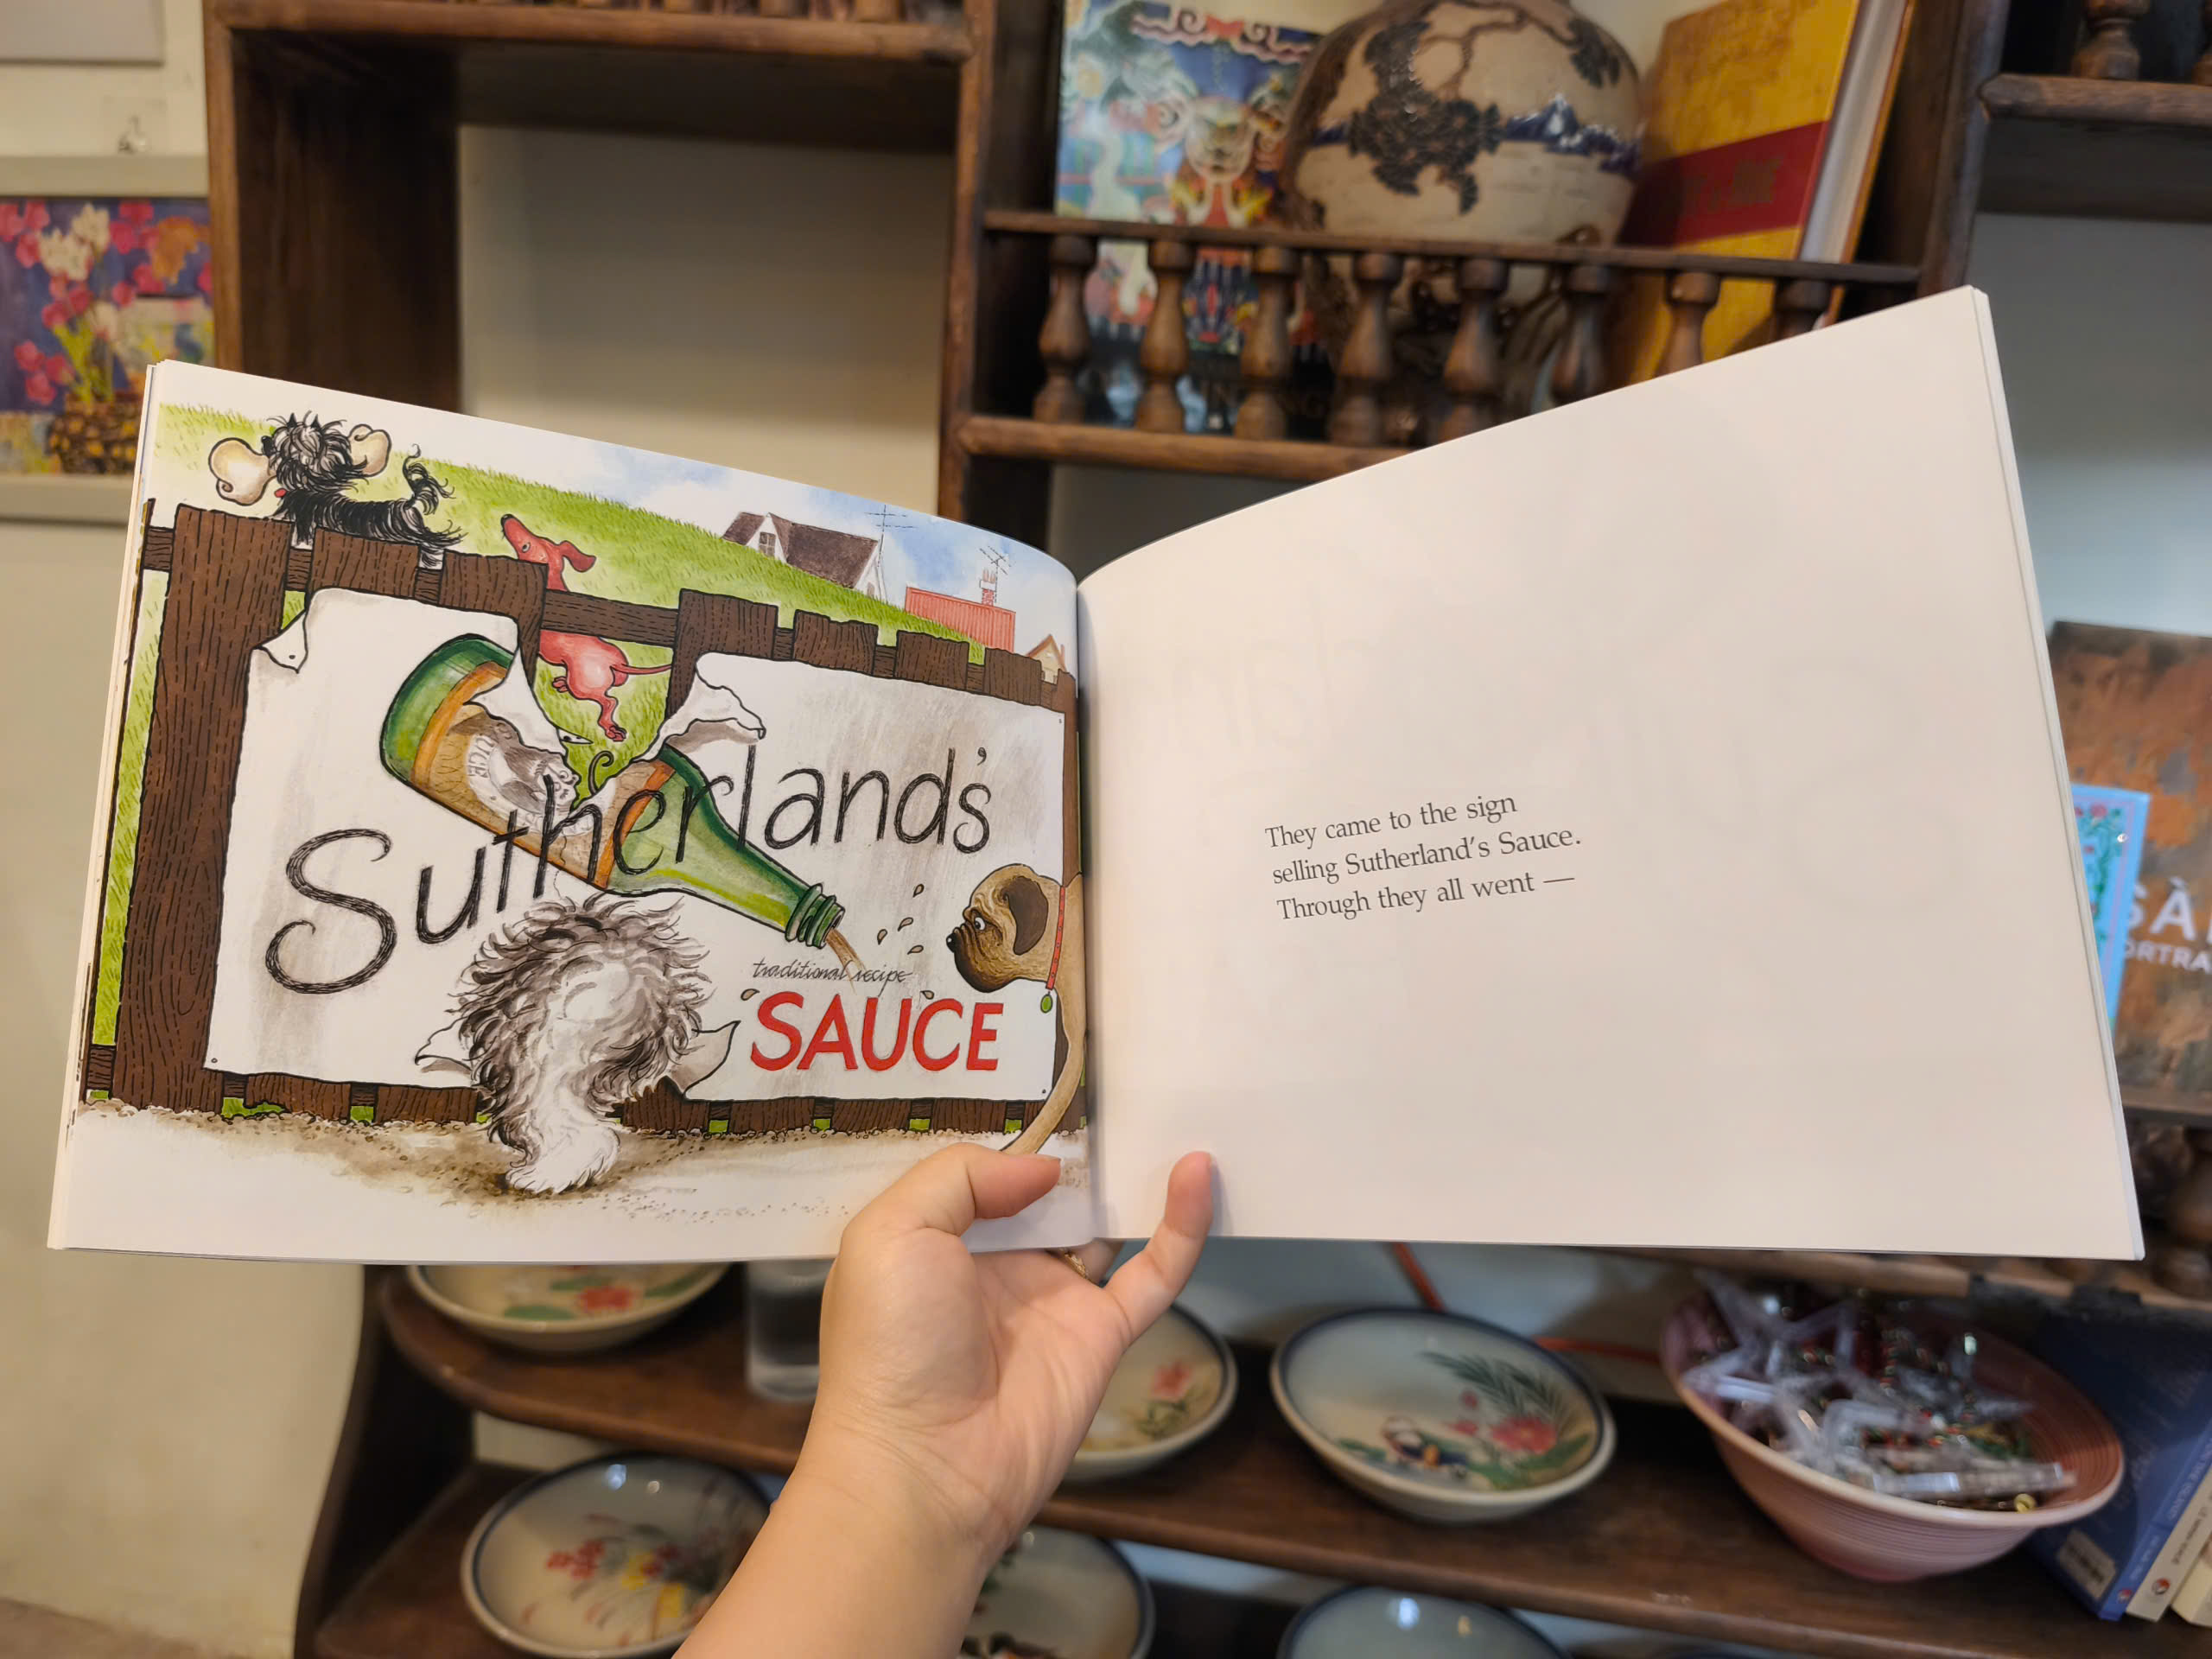 Sutherland's
traditional recipe
SAUCE
They came to the sign
selling Sutherland's Sauce.
Through they all went —